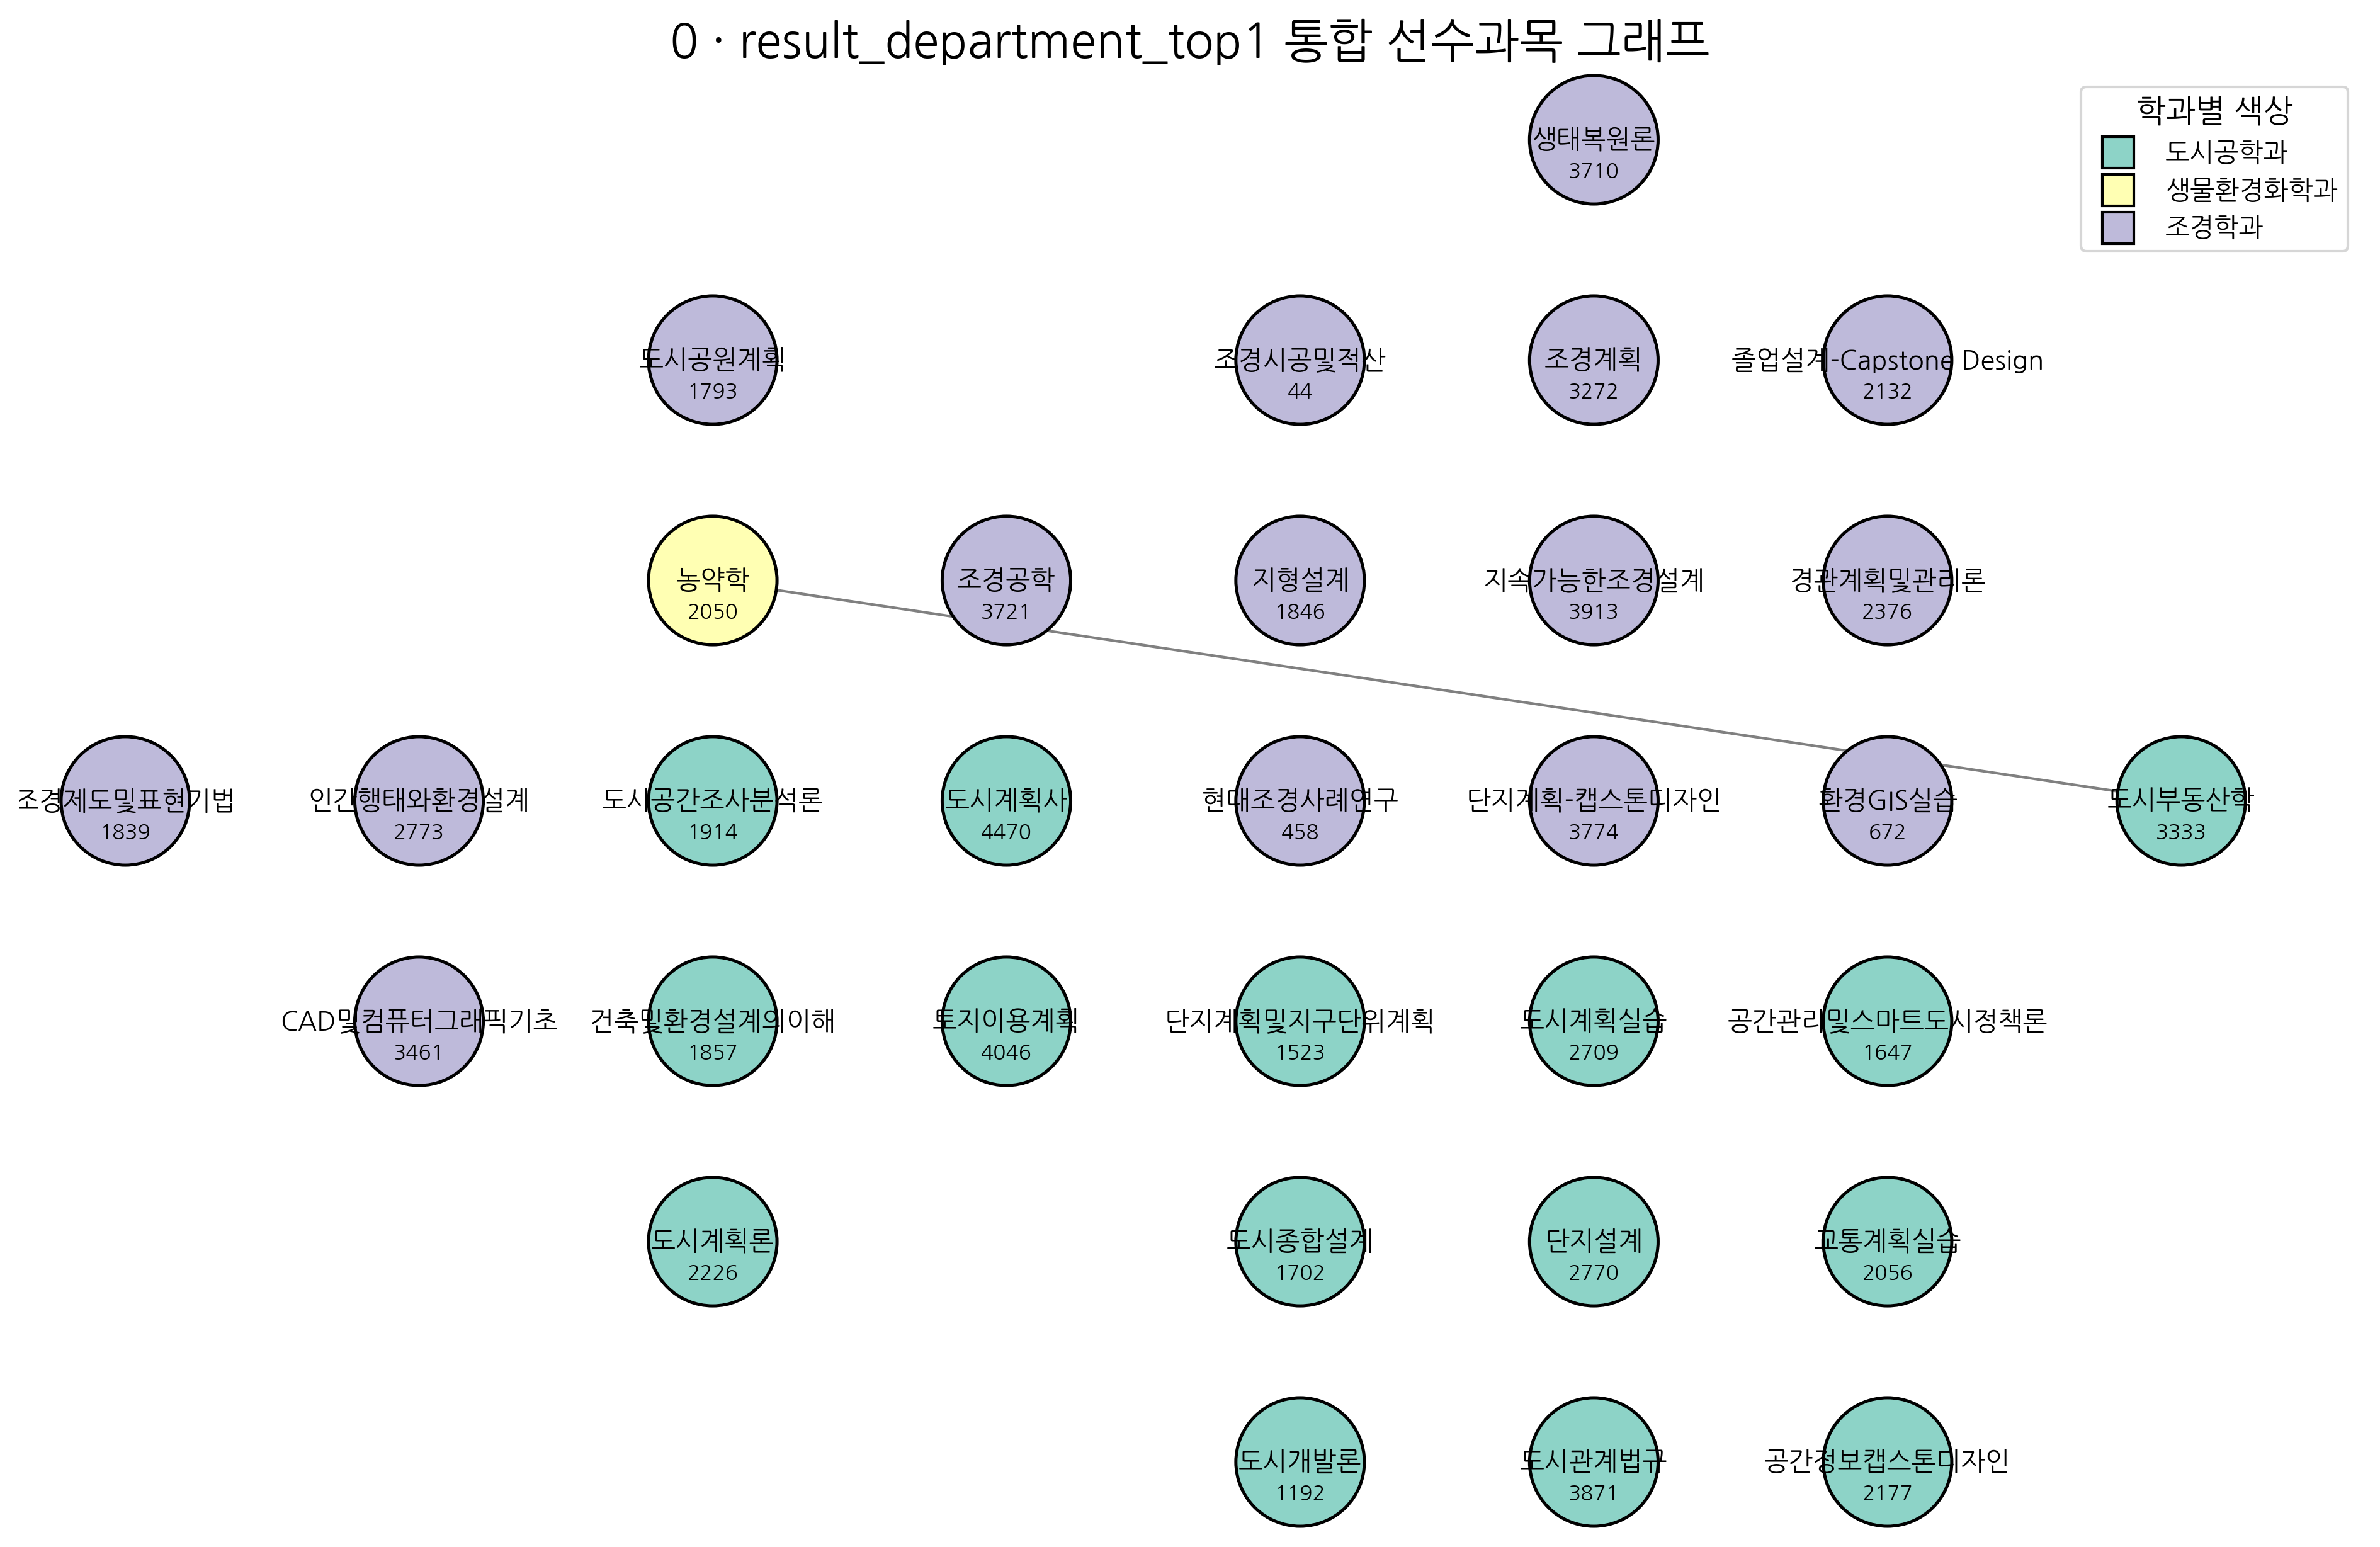 0 · result_department_top1 통합 선수과목 그래프
학과별 색상
도시공학과
생물환경화학과
조경학과
생태복원론
3710
도시공원계획
1793
조경시공및적산
44
조경계획
3272
졸업설계-Capstone Design
2132
농약학
2050
조경공학
3721
지형설계
1846
지속가능한조경설계
3913
경관계획및관리론
2376
조경제도및표현기법
1839
인간행태와환경설계
2773
도시공간조사분석론
1914
도시계획사
4470
현대조경사례연구
458
단지계획-캡스톤디자인
3774
환경GIS실습
672
도시부동산학
3333
CAD및컴퓨터그래픽기초
3461
건축및환경설계의이해
1857
토지이용계획
4046
단지계획및지구단위계획
1523
도시계획실습
2709
공간관리및스마트도시정책론
1647
도시계획론
2226
도시종합설계
1702
단지설계
2770
교통계획실습
2056
도시개발론
1192
도시관계법규
3871
공간정보캡스톤디자인
2177